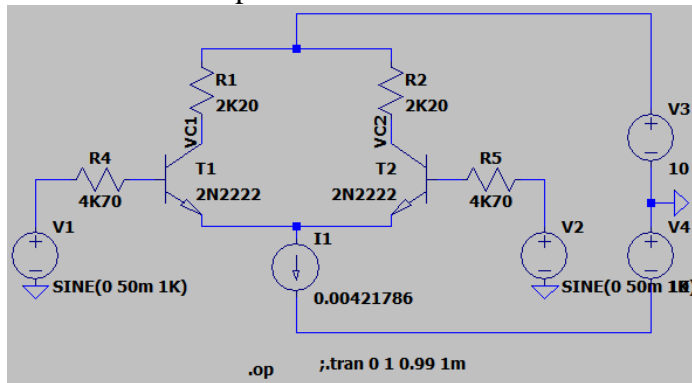 R1
R2
2K20
2K20
V3
VC1
VC2
R4
T1
T2
R5
10
4K70
2N2222
2N2222
4K70
V1
I1
V2
V4
SINE(0 50m 1K)
SINE(0 50m 1K)
0.00421786
.op
;.tran 0 1 0.99 1m